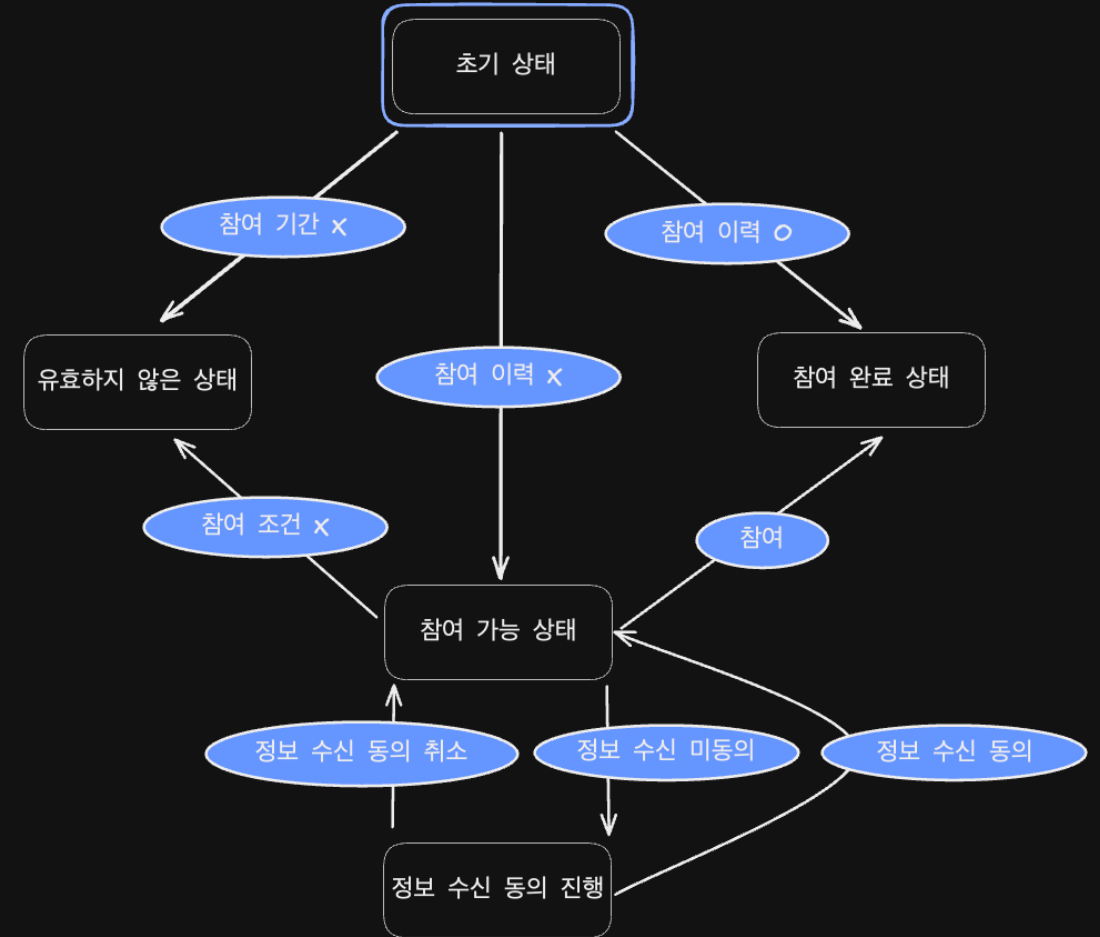 초기 상태
참여 기간 X
참여 이력 O
유효하지 않은 상태
참여 이력 X
참여 완료 상태
참여 조건 X
참여
참여 가능 상태
정보 수신 동의 취소
정보 수신 미동의
정보 수신 동의
정보 수신 동의 진행